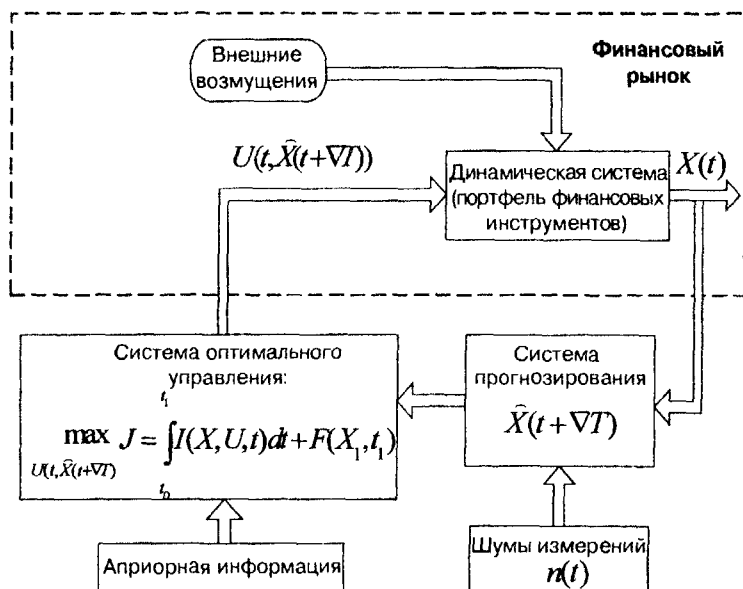 Внешние
возмущения
Финансовый
рынок
U(t,X̂(t+∇T))
Динамическая система
(портфель финансовых
инструментов)
X(t)
Система оптимального
управления:
max J = ∫I(X,U,t)dt+F(X₁,t₁)
t₁
U(t,X̂(t+∇T))
t₀
Система
прогнозирования
X̂(t+∇T)
Априорная информация
Шумы измерений
n(t)